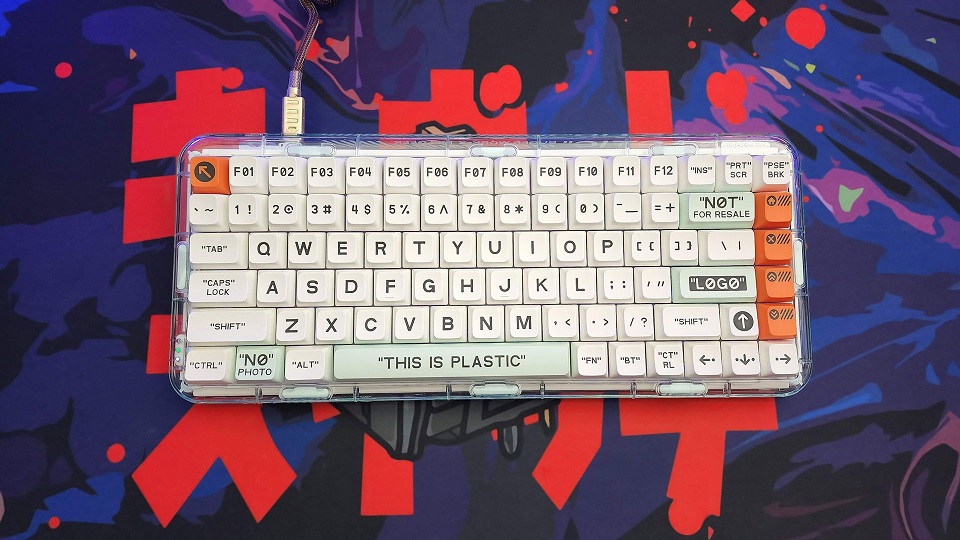 F01 F02 F03 F04 F05 F06 F07 F08 F09 F10 F11 F12 "INS" "PRT" SCR "PSE" BRK
` ~ 1 ! 2 @ 3 # 4 $ 5 % 6 ^ 7 & 8 * 9 ( 0 ) - _ = + "NØT" FOR RESALE
"TAB" Q W E R T Y U I O P [ { ] } \ |
"CAPS" LOCK A S D F G H J K L ; : ' " "LØGØ"
"SHIFT" Z X C V B N M , < . > / ? "SHIFT" ↑
"CTRL" "NØ" PHOTO "ALT" "THIS IS PLASTIC" "FN" "BT" "CT RL ← ↓ →